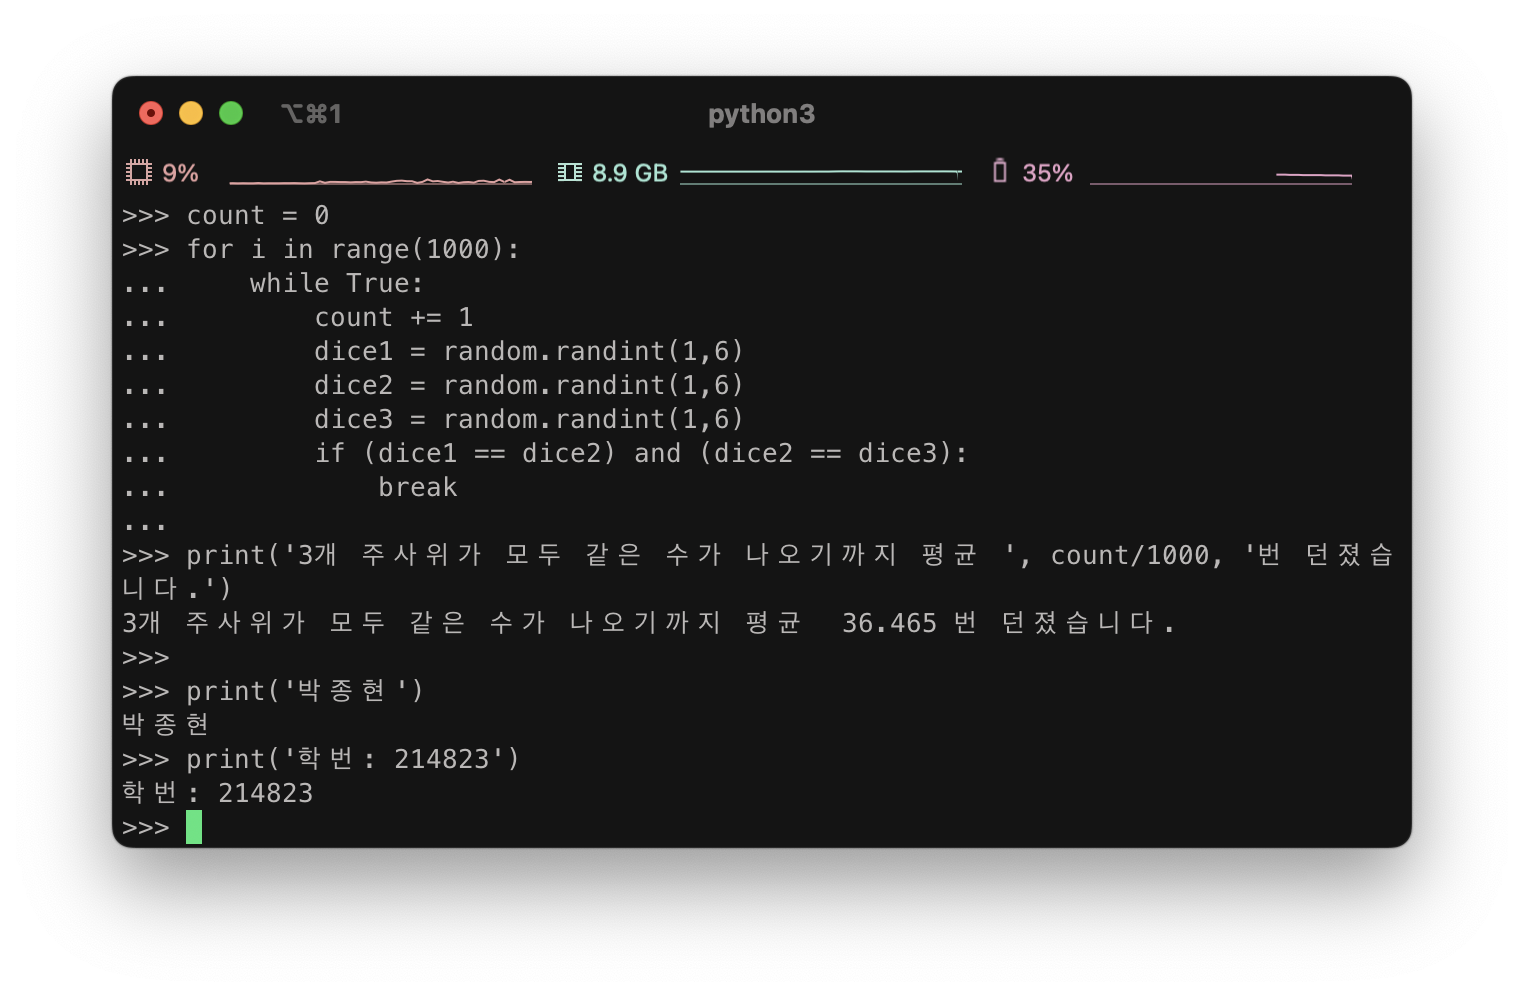 ⌥⌘1 python3
9% 8.9 GB 35%
>>> count = 0
>>> for i in range(1000):
...     while True:
...         count += 1
...         dice1 = random.randint(1,6)
...         dice2 = random.randint(1,6)
...         dice3 = random.randint(1,6)
...         if (dice1 == dice2) and (dice2 == dice3):
...             break
...
>>> print('3개 주사위가 모두 같은 수가 나오기까지 평균 ', count/1000, '번 던졌습
니다.')
3개 주사위가 모두 같은 수가 나오기까지 평균  36.465 번 던졌습니다.
>>>
>>> print('박종현')
박종현
>>> print('학번: 214823')
학번: 214823
>>>